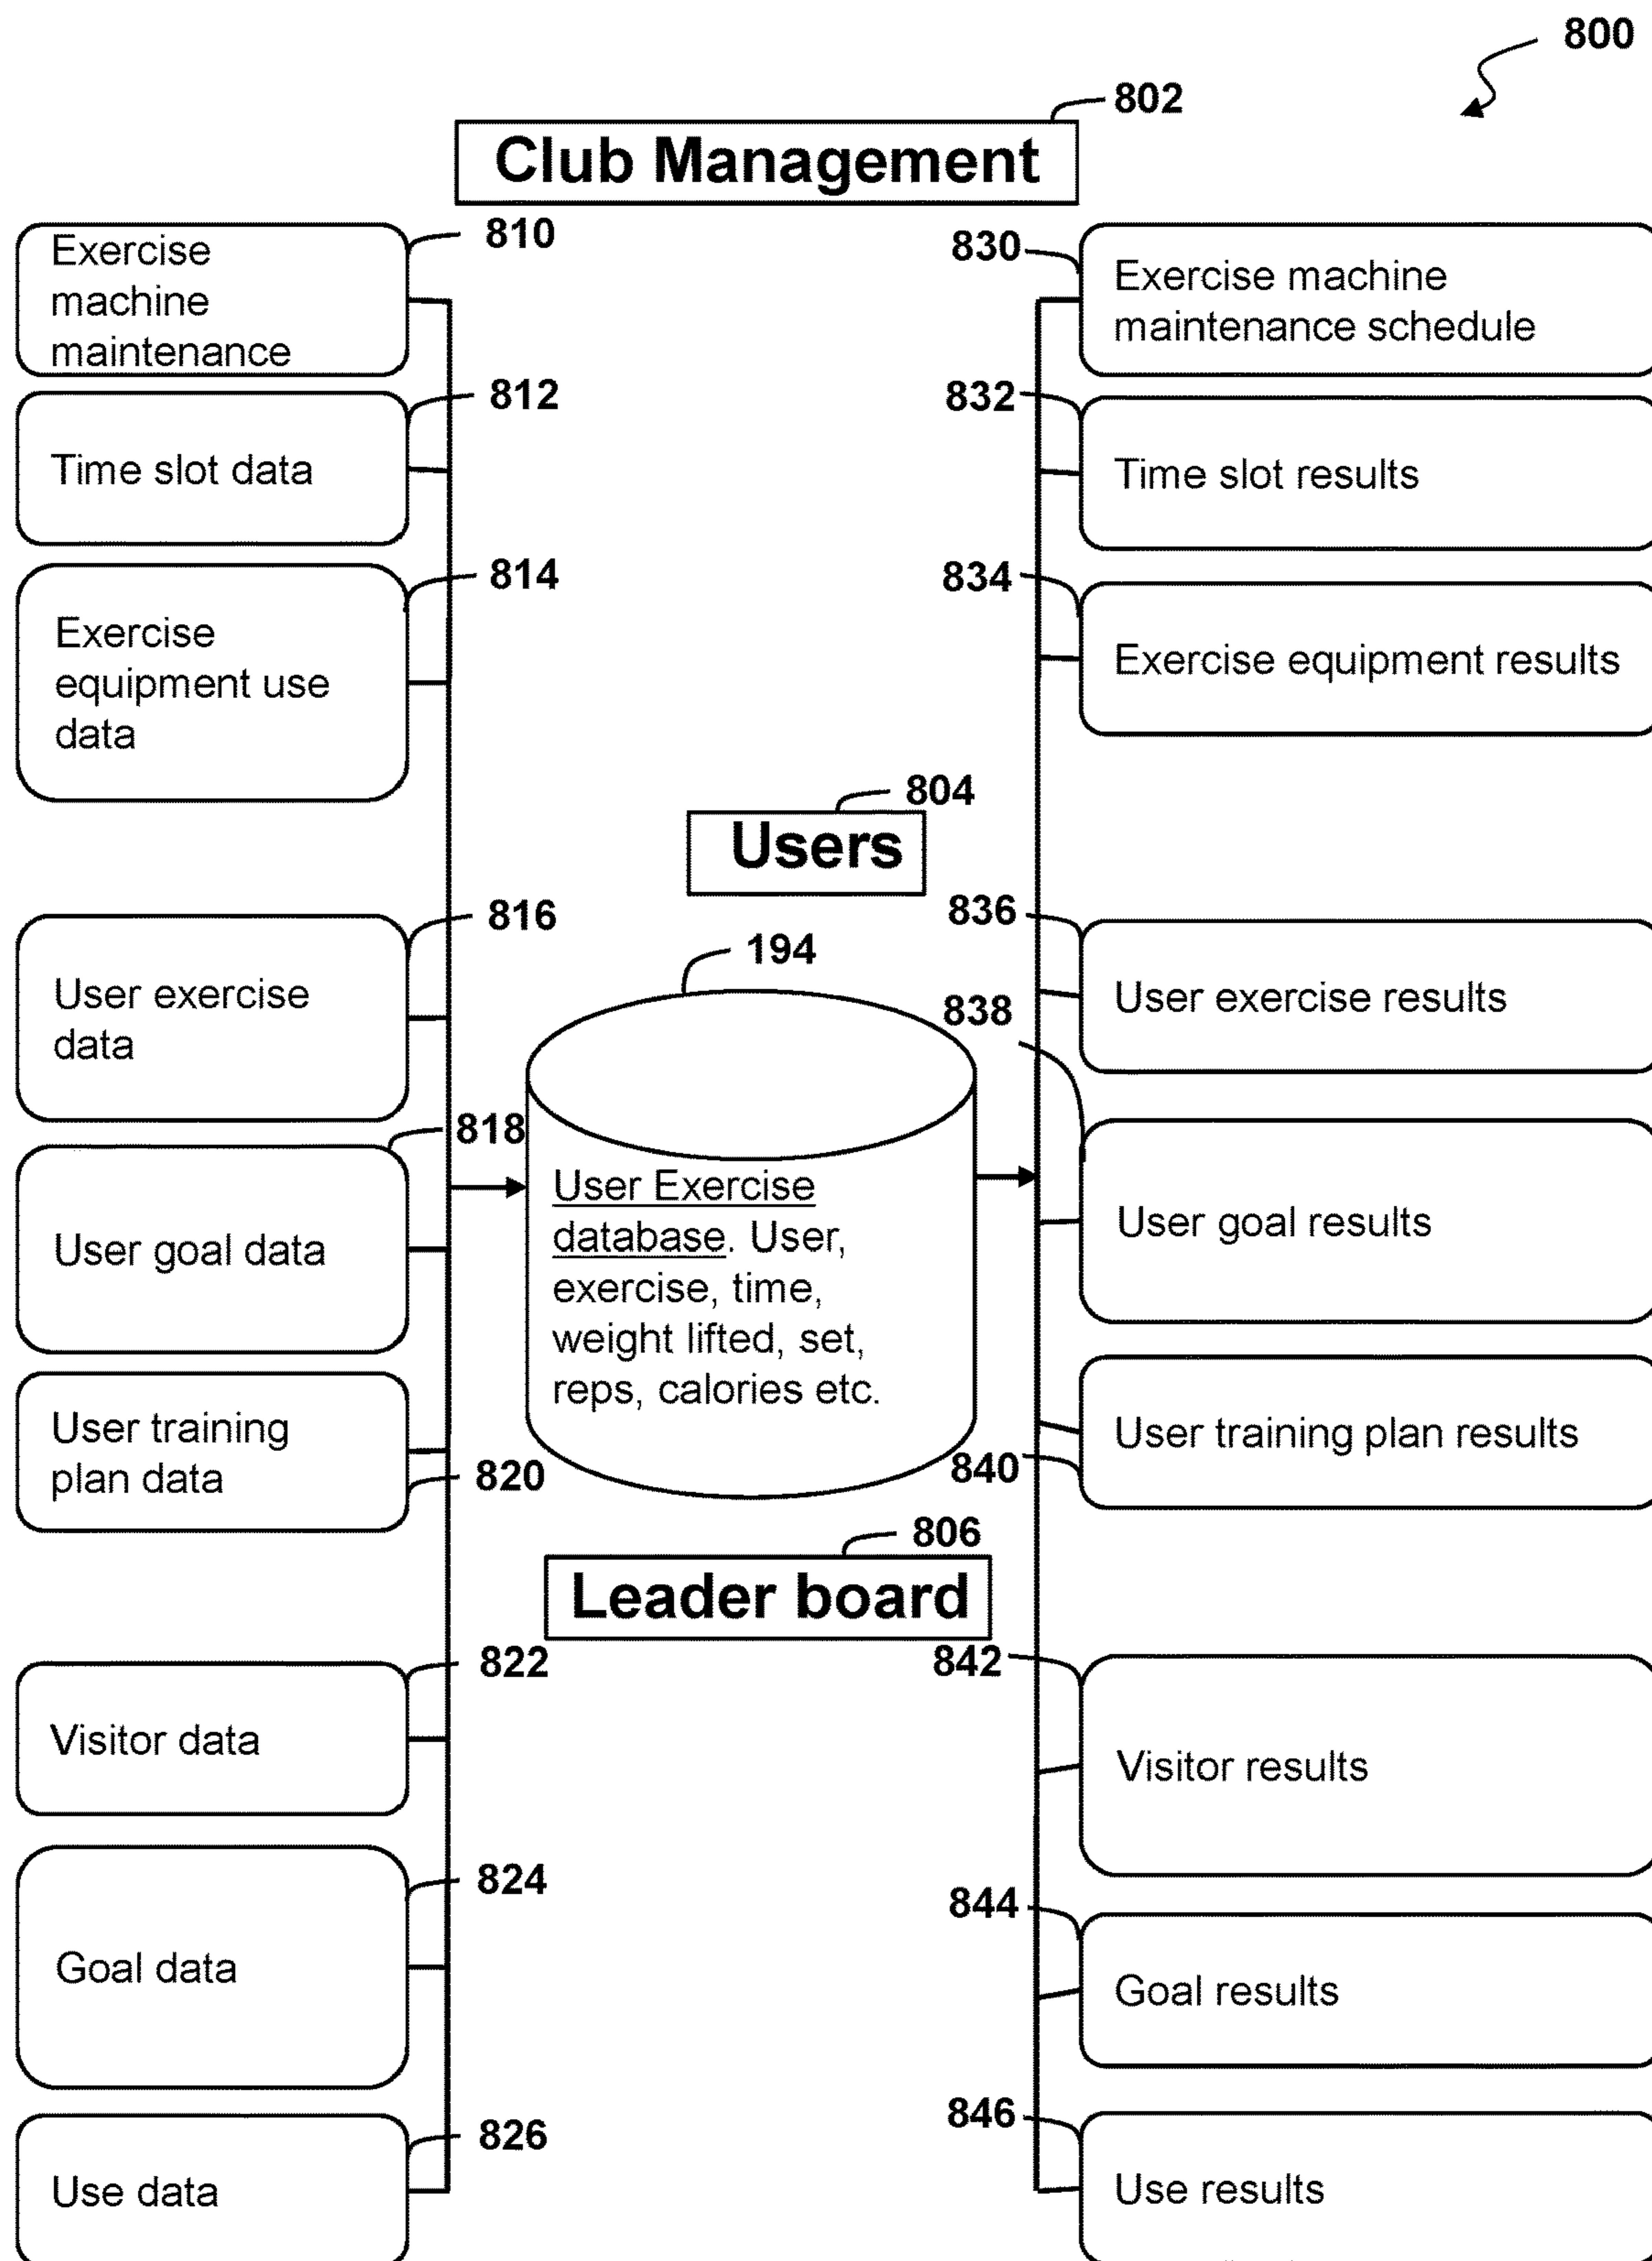 800
802
Club Management
810
Exercise
machine
maintenance
830
Exercise machine
maintenance schedule
812
Time slot data
832
Time slot results
814
Exercise
equipment use
data
834
Exercise equipment results
804
Users
816
User exercise
data
836
User exercise results
194
User Exercise
database. User,
exercise, time,
weight lifted, set,
reps, calories etc.
838
User goal results
818
User goal data
820
User training
plan data
840
User training plan results
806
Leader board
822
Visitor data
842
Visitor results
824
Goal data
844
Goal results
826
Use data
846
Use results